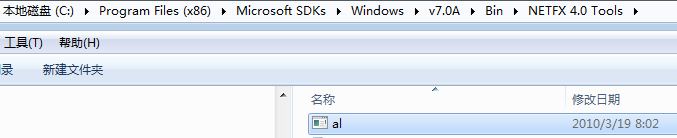 本地磁盘 (C:) Program Files (x86) Microsoft SDKs Windows v7.0A Bin NETFX 4.0 Tools
工具(T) 帮助(H)
录 新建文件夹
名称 修改日期
al 2010/3/19 8:02